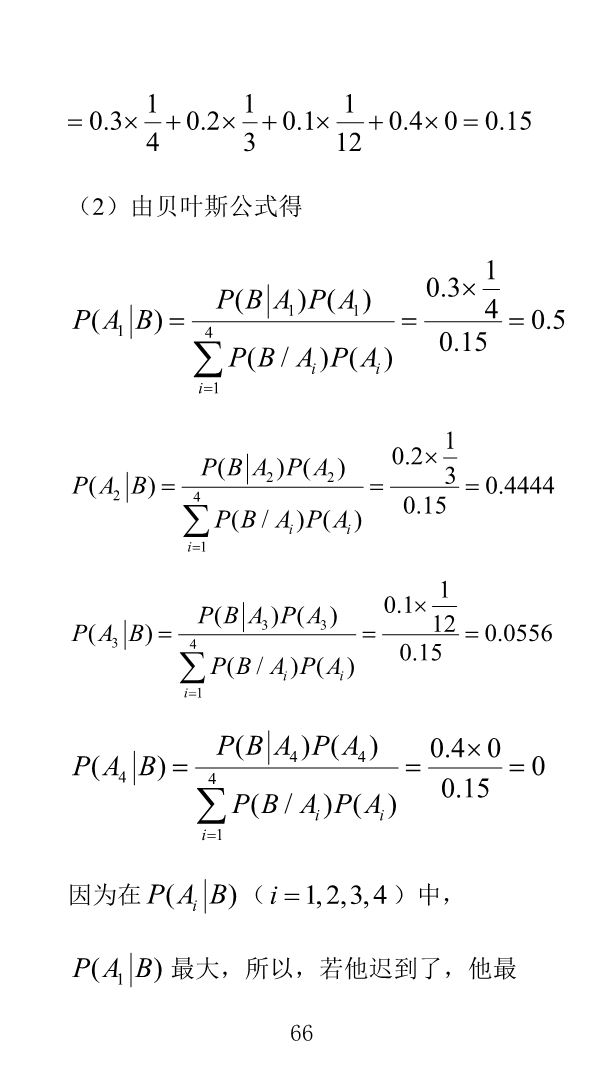 = 0.3× 1/4 + 0.2× 1/3 + 0.1× 1/12 + 0.4× 0 = 0.15
（2）由贝叶斯公式得
P(A₁|B) = P(B|A₁)P(A₁) / ∑_{i=1}^{4} P(B / Aᵢ)P(Aᵢ) = 0.3× 1/4 / 0.15 = 0.5
P(A₂|B) = P(B|A₂)P(A₂) / ∑_{i=1}^{4} P(B / Aᵢ)P(Aᵢ) = 0.2× 1/3 / 0.15 = 0.4444
P(A₃|B) = P(B|A₃)P(A₃) / ∑_{i=1}^{4} P(B / Aᵢ)P(Aᵢ) = 0.1× 1/12 / 0.15 = 0.0556
P(A₄|B) = P(B|A₄)P(A₄) / ∑_{i=1}^{4} P(B / Aᵢ)P(Aᵢ) = 0.4× 0 / 0.15 = 0
因为在 P(Aᵢ|B)（i = 1,2,3,4）中，
P(A₁|B) 最大，所以，若他迟到了，他最
66